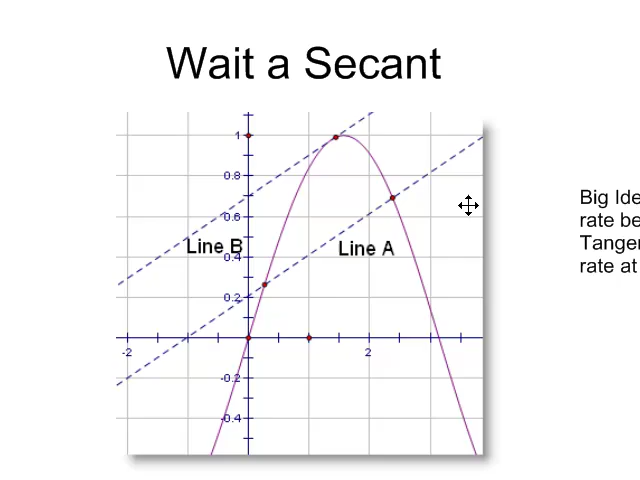 Wait a Secant
1
0.8
0.6
Line B
Line A
0.4
0.2
-2
2
-0.2
-0.4
Big Ide
rate be
Tanger
rate at